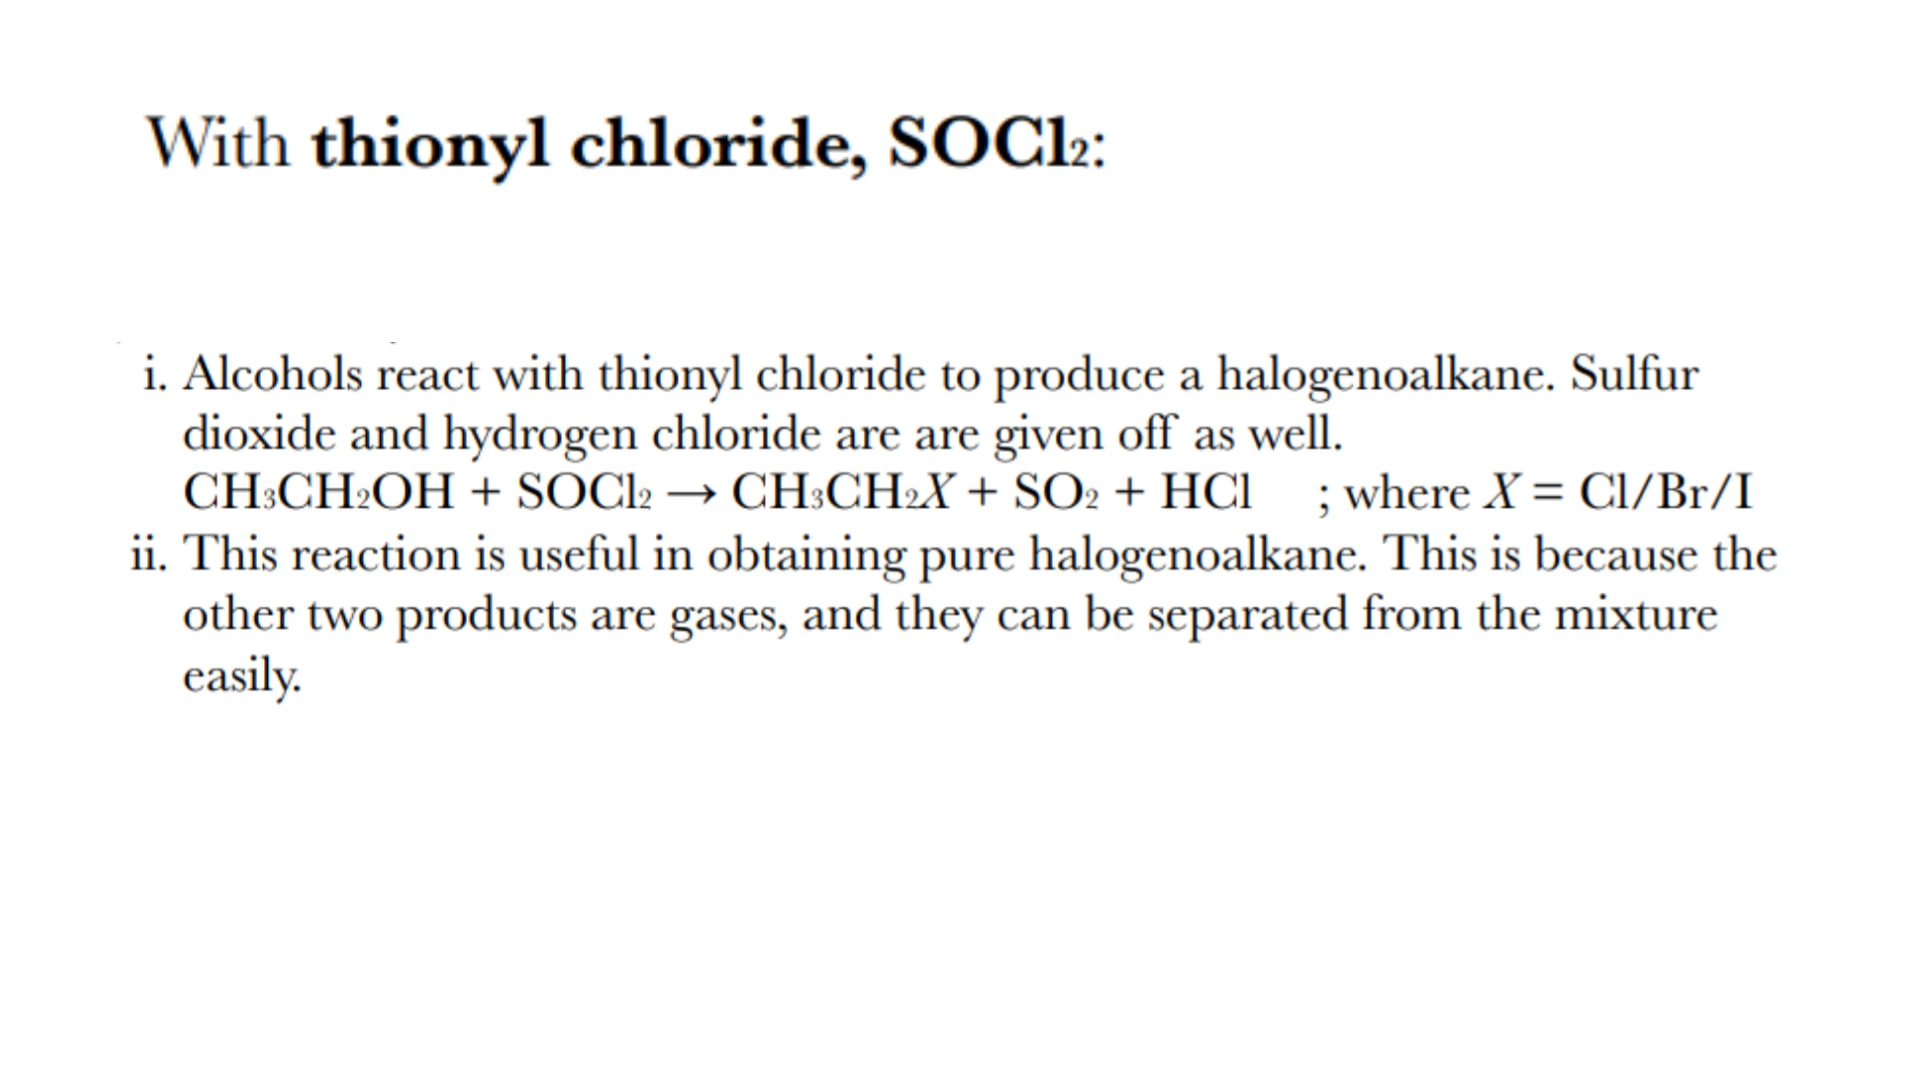 With thionyl chloride, SOCl₂:
i. Alcohols react with thionyl chloride to produce a halogenoalkane. Sulfur
dioxide and hydrogen chloride are are given off as well.
CH₃CH₂OH + SOCl₂ → CH₃CH₂X + SO₂ + HCl ; where X = Cl/Br/I
ii. This reaction is useful in obtaining pure halogenoalkane. This is because the
other two products are gases, and they can be separated from the mixture
easily.